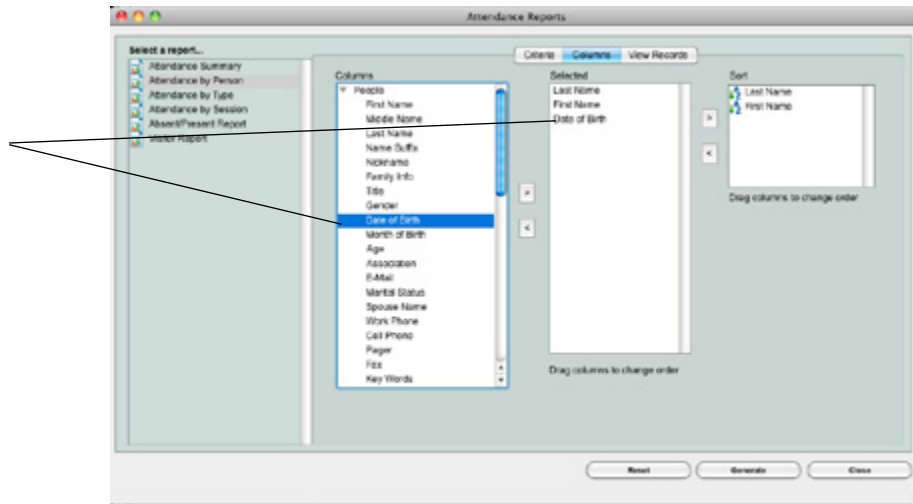 Attendance Reports
Select a report...
Attendance Summary
Attendance by Person
Attendance by Type
Attendance by Session
Absent/Present Report
Visitor Report
Criteria Columns View Records
Columns
People
First Name
Middle Name
Last Name
Name Suffix
Nickname
Family Info
Title
Gender
Date of Birth
Month of Birth
Age
Association
E-Mail
Marital Status
Spouse Name
Work Phone
Cell Phone
Pager
Fax
Key Words
>
<
Selected
Last Name
First Name
Date of Birth
Drag columns to change order
>
<
Sort
Last Name
First Name
Drag columns to change order
Reset Generate Close